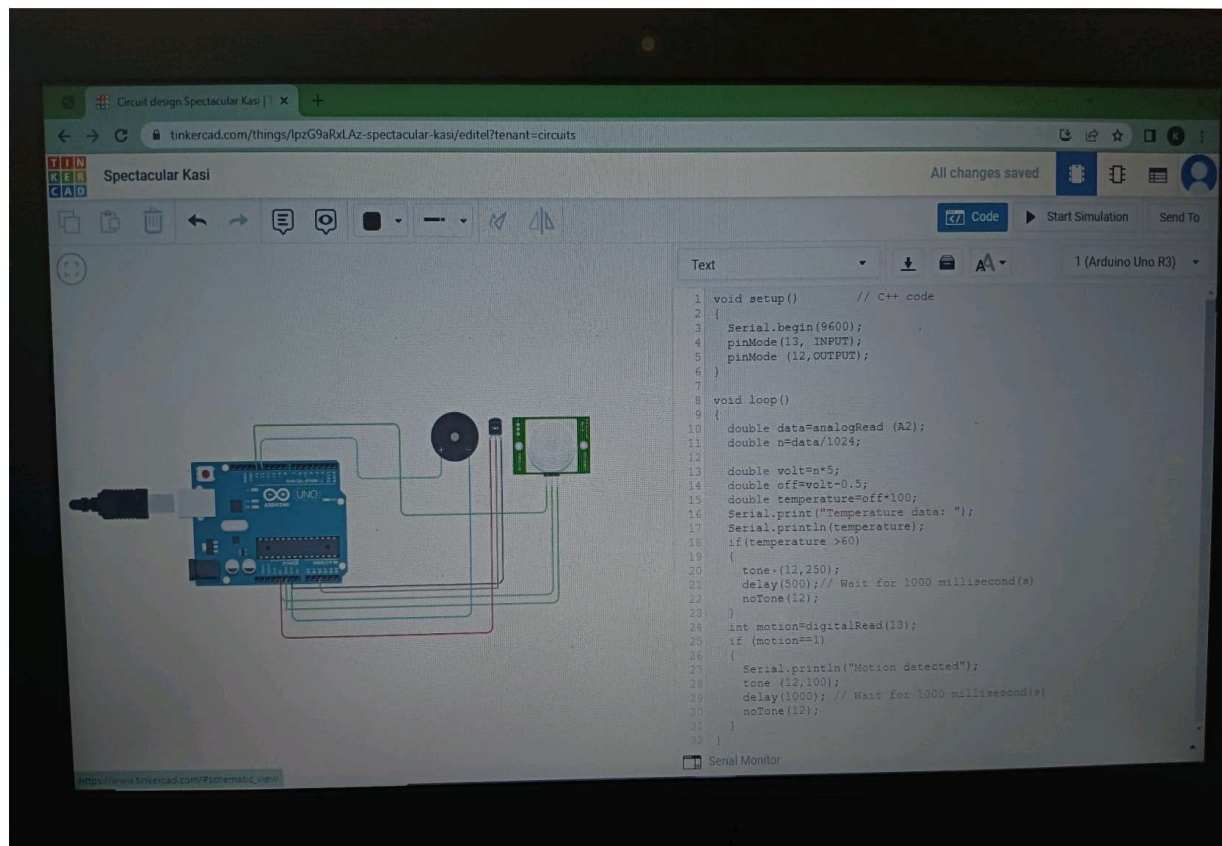 Circuit design Spectacular Kasi |
tinkercad.com/things/lpzG9aRxLAz-spectacular-kasi/editel?tenant=circuits
TIN
KER
CAD
Spectacular Kasi
All changes saved
Code
Start Simulation
Send To
Text
1 (Arduino Uno R3)
1 void setup() // C++ code
2 {
3 Serial.begin(9600);
4 pinMode(13, INPUT);
5 pinMode (12,OUTPUT);
6 }
7
8 void loop()
9 {
10 double data=analogRead (A2);
11 double n=data/1024;
12
13 double volt=n*5;
14 double off=volt-0.5;
15 double temperature=off*100;
16 Serial.print("Temperature data: ");
17 Serial.println(temperature);
18 if(temperature >60)
19 {
20 tone (12,250);
21 delay(500);// Wait for 1000 millisecond(s)
22 noTone(12);
23 }
24 int motion=digitalRead(13);
25 if (motion==1)
26 {
27 Serial.println("Motion detected");
28 tone (12,100);
29 delay(1000); // Wait for 1000 millisecond(s)
30 noTone(12);
}
}
UNO
ARDUINO
Serial Monitor
https://www.tinkercad.com/#schematic_view